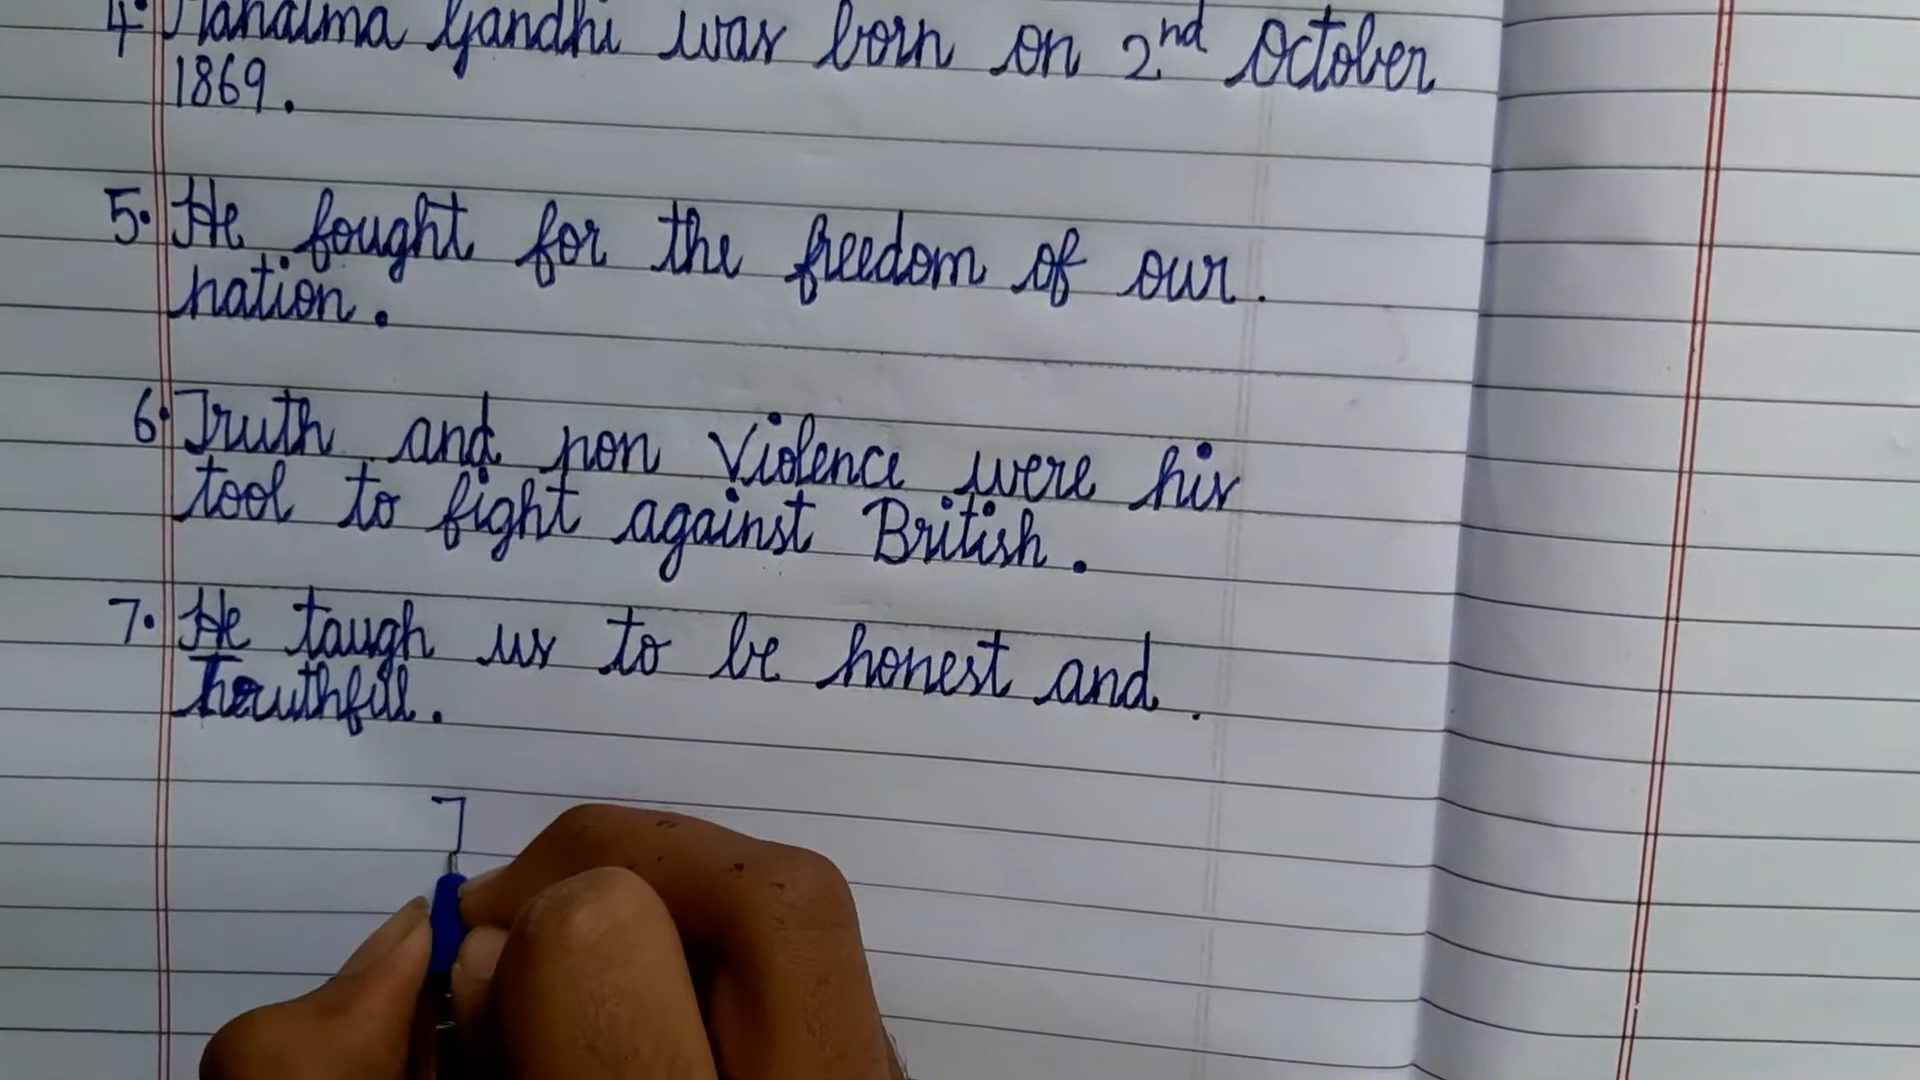 4. Mahatma Gandhi was born on 2nd October
1869.
5. He fought for the freedom of our.
nation.
6. Truth and non Violence were his
tool to fight against British.
7. He taugh us to be honest and.
Truthfull.